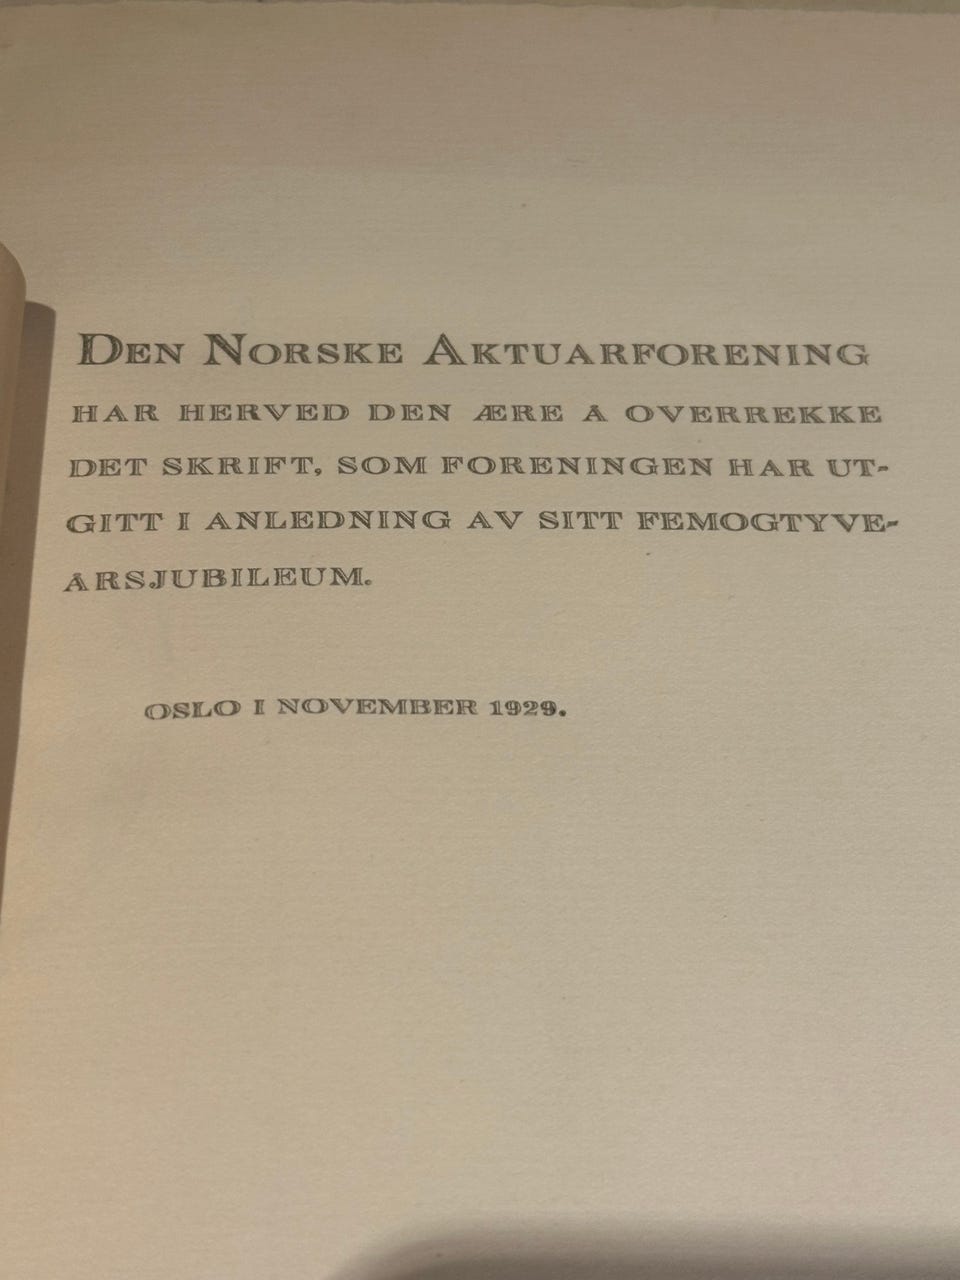 DEN NORSKE AKTUARFORENING
HAR HERVED DEN ÆRE Å OVERREKKE
DET SKRIFT, SOM FORENINGEN HAR UT-
GITT I ANLEDNING AV SITT FEMOGTYVE-
ÅRSJUBILEUM.
OSLO I NOVEMBER 1929.